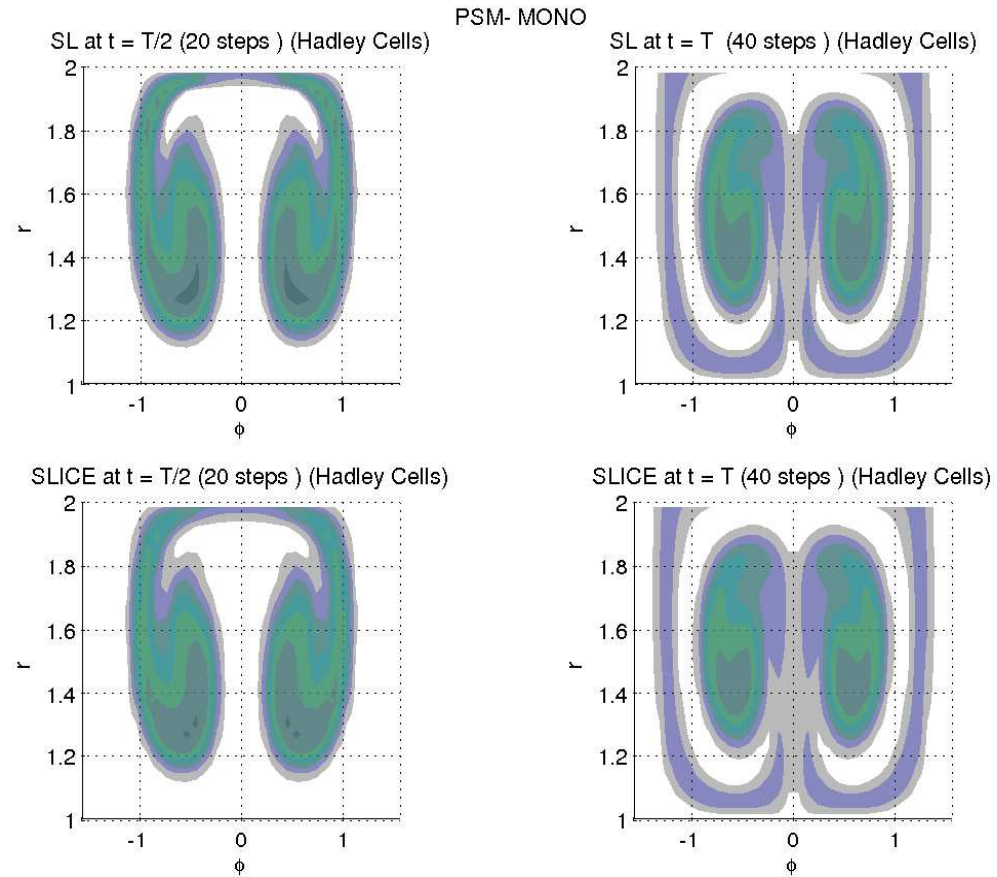 PSM- MONO
SL at t = T/2 (20 steps ) (Hadley Cells)
2
1.8
1.6
1.4
1.2
1
r
-1 0 1
ϕ
SL at t = T (40 steps ) (Hadley Cells)
2
1.8
1.6
1.4
1.2
1
r
-1 0 1
ϕ
SLICE at t = T/2 (20 steps ) (Hadley Cells)
2
1.8
1.6
1.4
1.2
1
r
-1 0 1
ϕ
SLICE at t = T (40 steps ) (Hadley Cells)
2
1.8
1.6
1.4
1.2
1
r
-1 0 1
ϕ